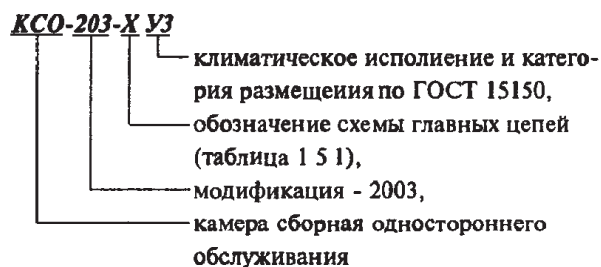 КСО-203-Х У3
климатическое исполиение и катего-
рия размещеиия по ГОСТ 15150,
обозначение схемы главных цепей
(таблица 1 5 1),
модификация - 2003,
камера сборная одностороннего
обслуживания